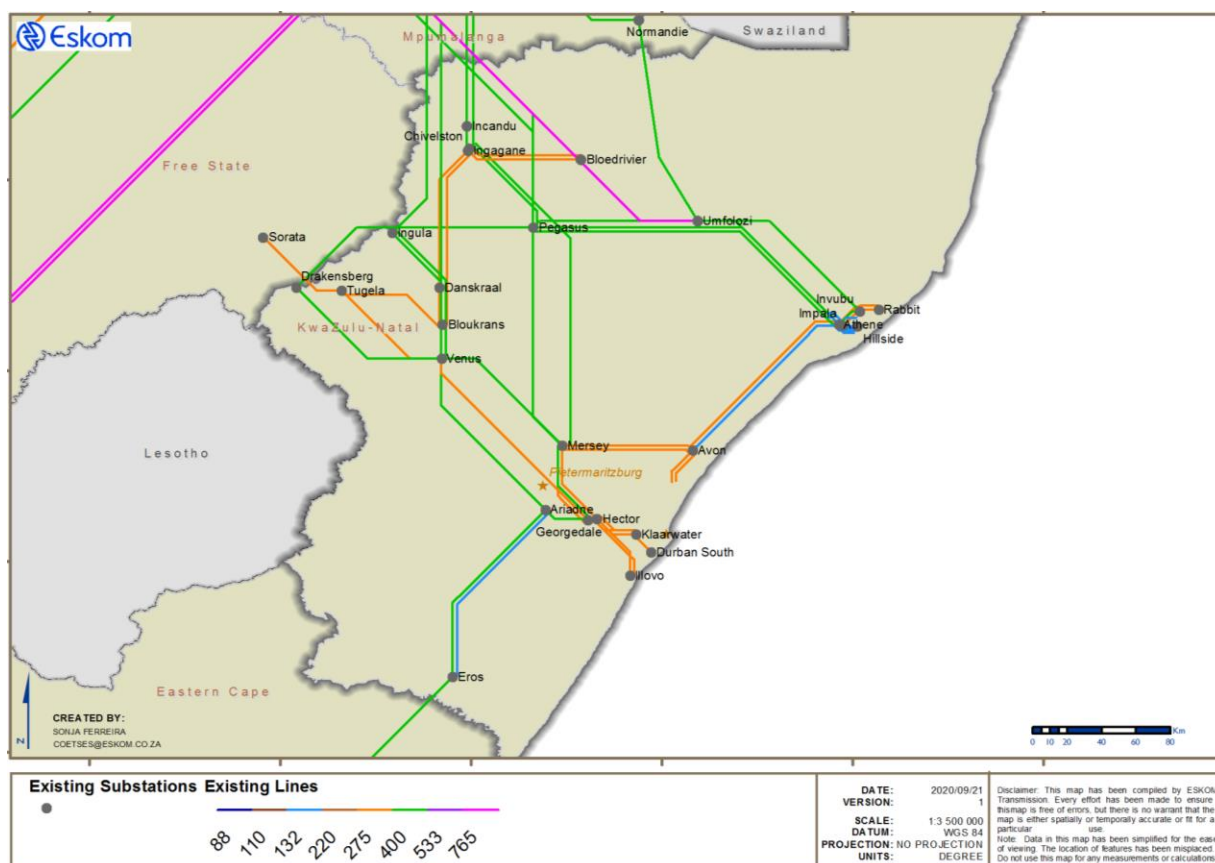 Eskom
Swaziland
Mpumalanga
Normandie
Incandu
Chivelston
Ingagane
Bloedrivier
Free State
Umfolozi
Pegasus
Ingula
Sorata
Drakensberg
Tugela
Danskraal
Invubu
Rabbit
Impala
Athene
KwaZulu-Natal
Bloukrans
Hillside
Venus
Mersey
Avon
Lesotho
Pietermaritzburg
Ariadne
Hector
Georgedale
Klaarwater
Durban South
Illovo
Eros
Eastern Cape
N
CREATED BY:
SONJA FERREIRA
COETSES@ESKOM.CO.ZA
Km
0 10 20 40 60 80
Existing Substations Existing Lines
88 110 132 220 275 400 533 765
DATE: 2020/09/21
VERSION: 1
SCALE: 1:3 500 000
DATUM: WGS 84
PROJECTION: NO PROJECTION
UNITS: DEGREE
Disclaimer: This map has been compiled by ESKOM
Transmission. Every effort has been made to ensure
this map is free of errors, but there is no warrant that the
map is either spatially or temporally accurate or fit for a
particular use.
Note: Data in this map has been simplified for the ease
of viewing. The location of features has been misplaced.
Do not use this map for any measurements or calculations